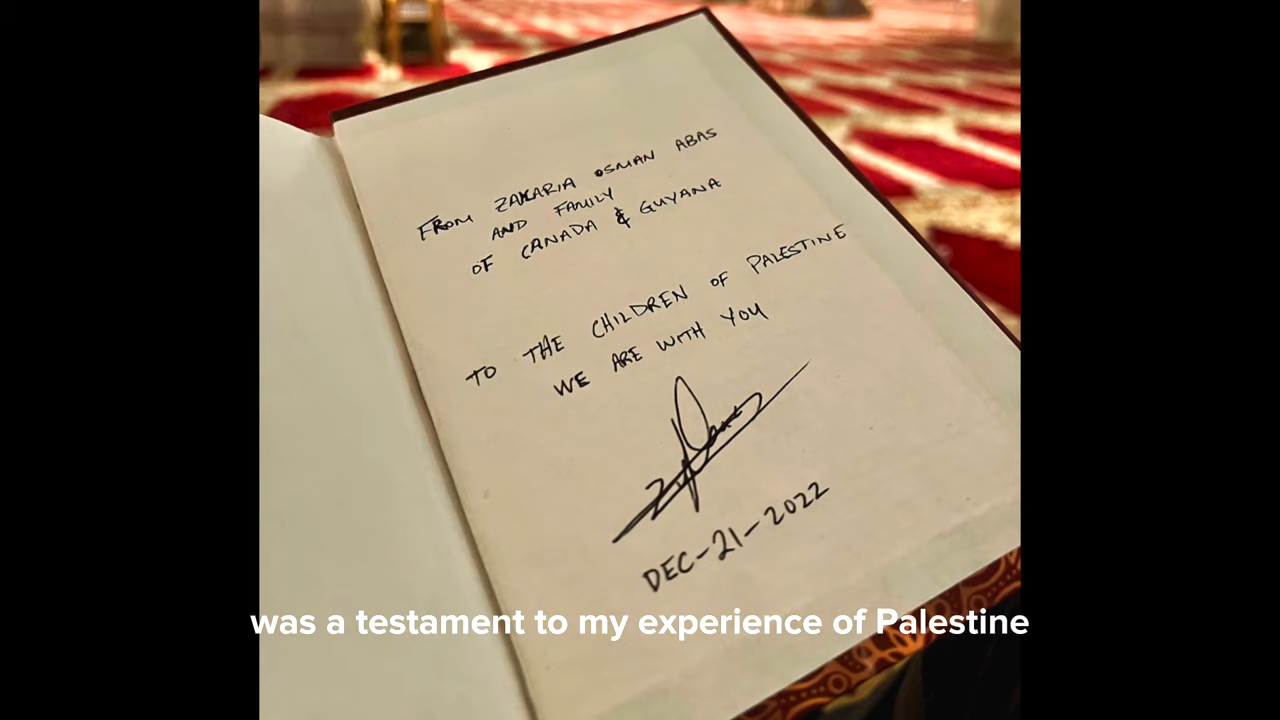 FROM ZAKARIA OSMAN ABAS
AND FAMILY
OF CANADA & GUYANA
TO THE CHILDREN OF PALESTINE
WE ARE WITH YOU
DEC-21-2022
was a testament to my experience of Palestine